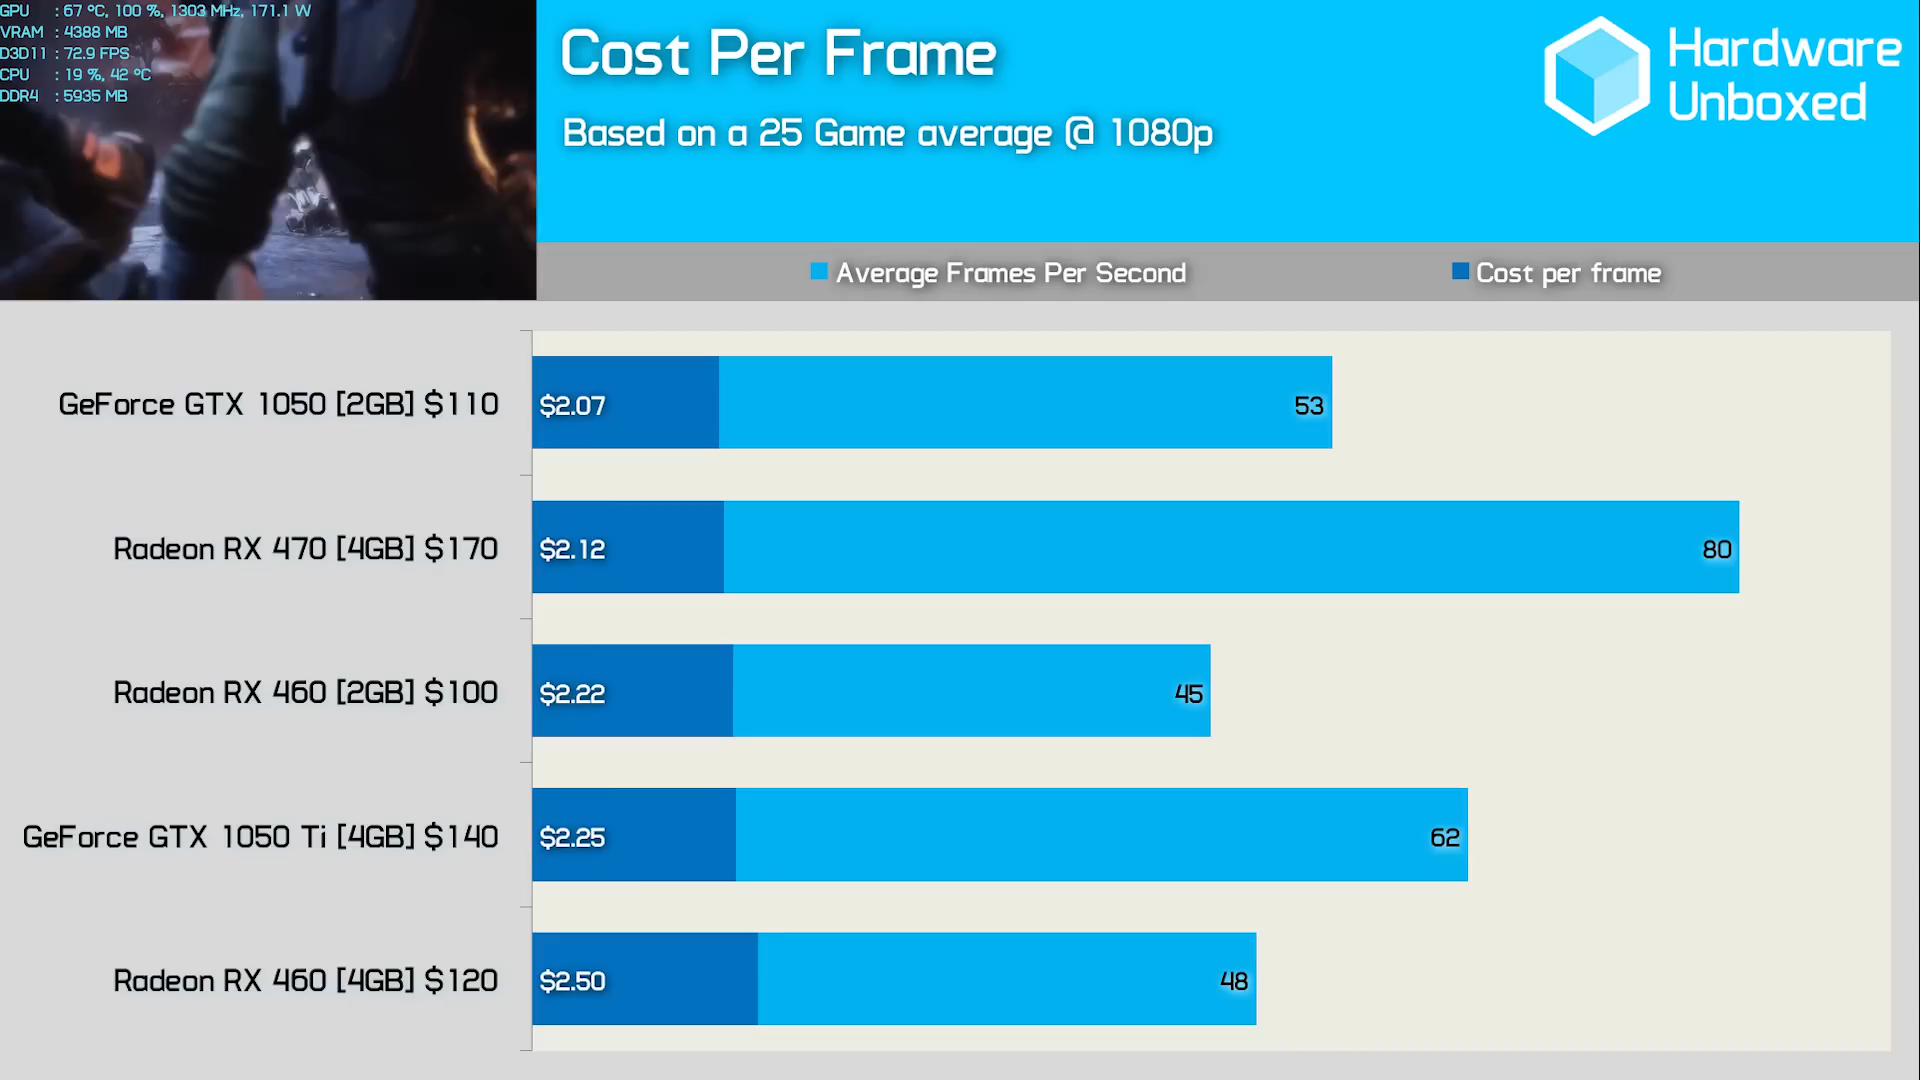 GPU : 67 °C, 100 %, 1303 MHz, 171.1 W
VRAM : 4388 MB
D3D11 : 72.9 FPS
CPU : 19 %, 42 °C
DDR4 : 5935 MB
Cost Per Frame
Based on a 25 Game average @ 1080p
Hardware
Unboxed
Average Frames Per Second
Cost per frame
GeForce GTX 1050 [2GB] $110 $2.07 53
Radeon RX 470 [4GB] $170 $2.12 80
Radeon RX 460 [2GB] $100 $2.22 45
GeForce GTX 1050 Ti [4GB] $140 $2.25 62
Radeon RX 460 [4GB] $120 $2.50 48